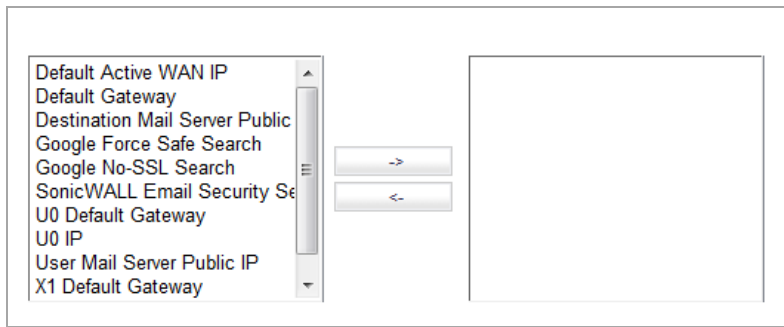 Default Active WAN IP
Default Gateway
Destination Mail Server Public
Google Force Safe Search
Google No-SSL Search
SonicWALL Email Security Se
U0 Default Gateway
U0 IP
User Mail Server Public IP
X1 Default Gateway
->
<-